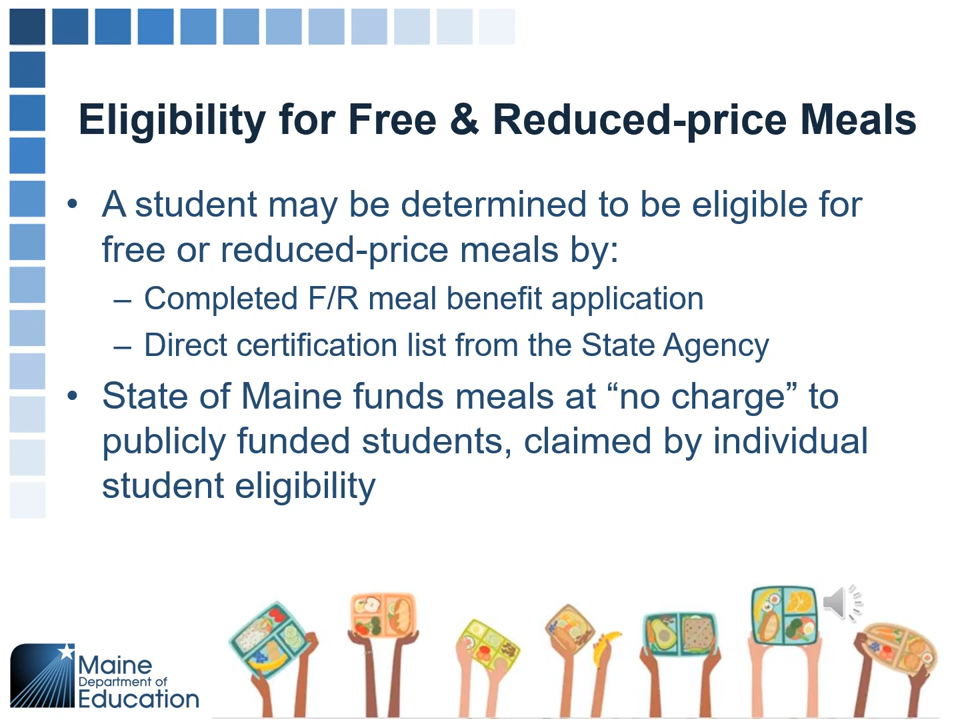 Eligibility for Free & Reduced-price Meals
• A student may be determined to be eligible for
free or reduced-price meals by:
– Completed F/R meal benefit application
– Direct certification list from the State Agency
• State of Maine funds meals at “no charge” to
publicly funded students, claimed by individual
student eligibility
Maine
Department of
Education